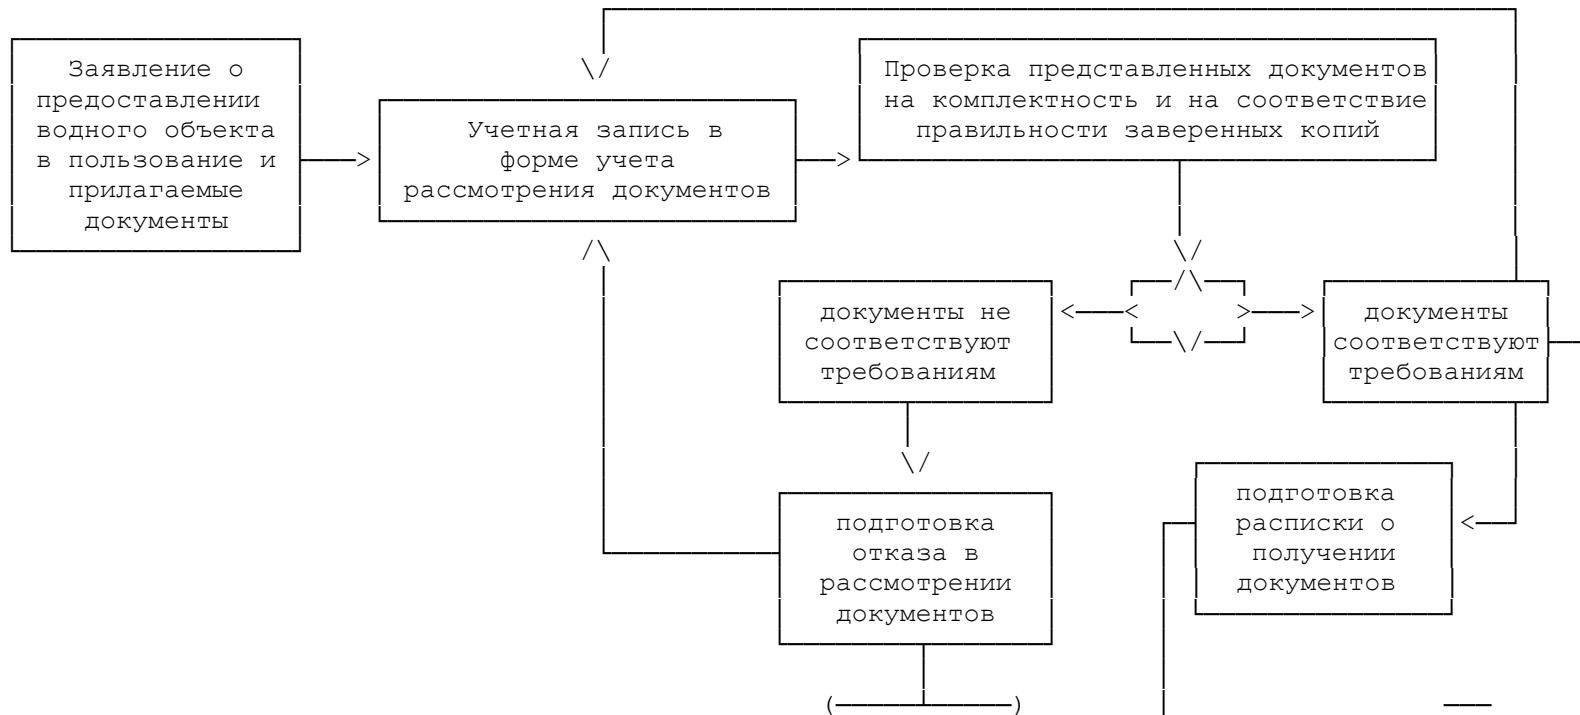 Заявление о
предоставлении
водного объекта
в пользование и
прилагаемые
документы
Учетная запись в
форме учета
рассмотрения документов
Проверка представленных документов
на комплектность и на соответствие
правильности заверенных копий
документы не
соответствуют
требованиям
документы
соответствуют
требованиям
подготовка
отказа в
рассмотрении
документов
подготовка
расписки о
получении
документов